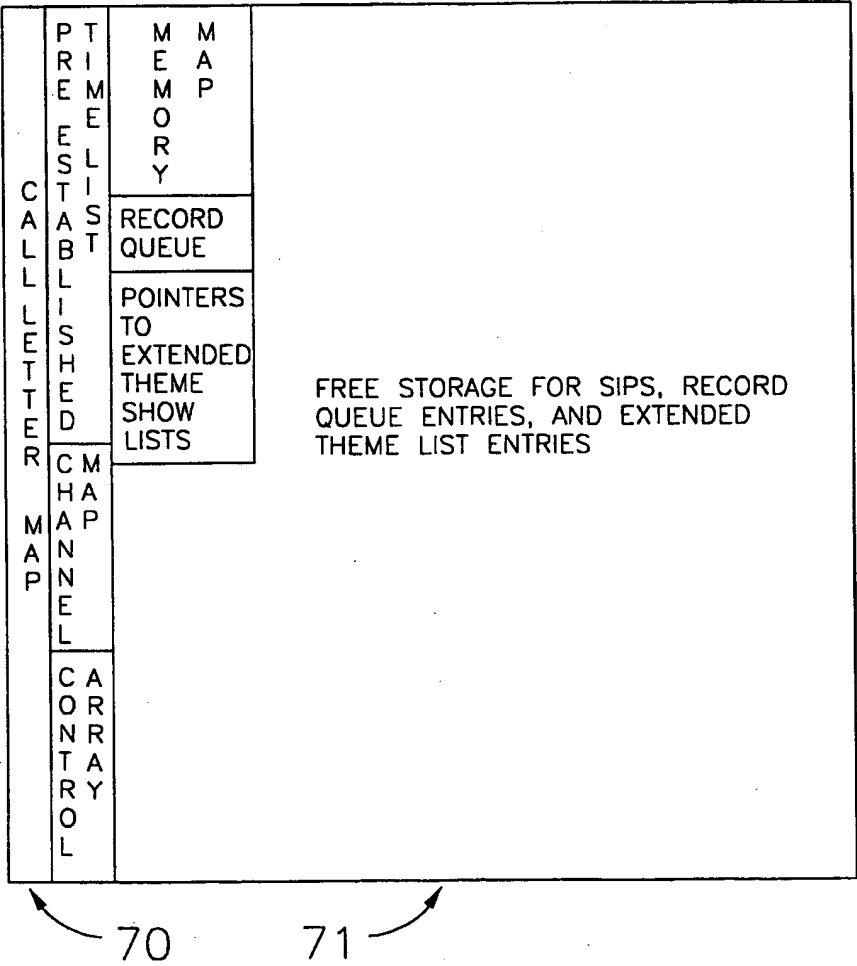 CALL LETTER MAP
PRE ESTABLISHED
TIME LIST
CHANNEL
MAP
CONTROL
ARRAY
MEMORY
MAP
RECORD
QUEUE
POINTERS
TO
EXTENDED
THEME
SHOW
LISTS
FREE STORAGE FOR SIPS, RECORD
QUEUE ENTRIES, AND EXTENDED
THEME LIST ENTRIES
70
71